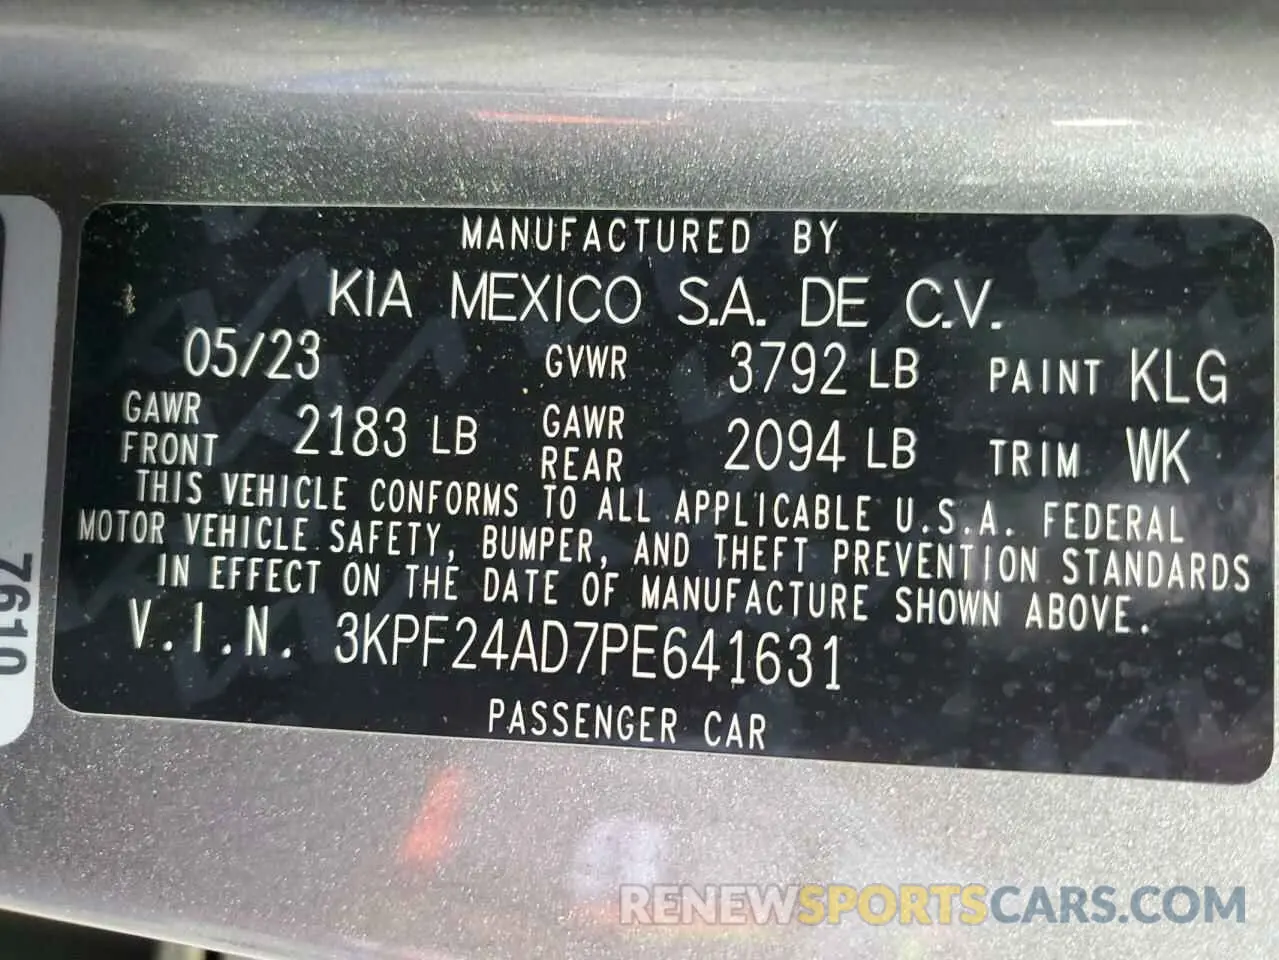 MANUFACTURED BY
KIA MEXICO S.A. DE C.V.
05/23 GVWR 3792 LB PAINT KLG
GAWR FRONT 2183 LB GAWR REAR 2094 LB TRIM WK
THIS VEHICLE CONFORMS TO ALL APPLICABLE U.S.A. FEDERAL
MOTOR VEHICLE SAFETY, BUMPER, AND THEFT PREVENTION STANDARDS
IN EFFECT ON THE DATE OF MANUFACTURE SHOWN ABOVE.
V.I.N. 3KPF24AD7PE641631
PASSENGER CAR
7610
RENEWSPORTSCARS.COM